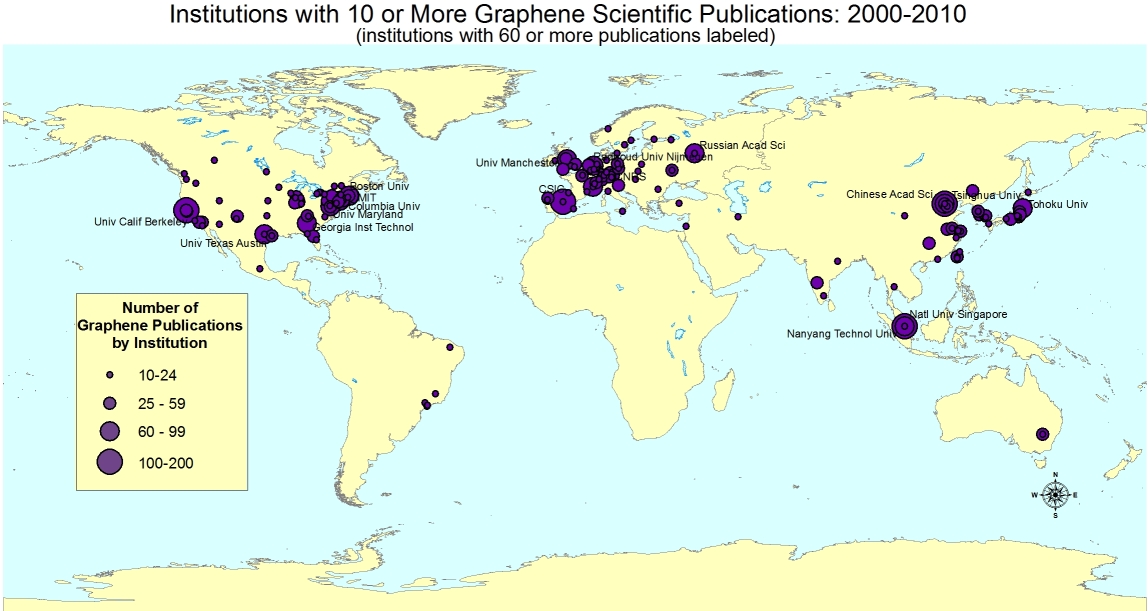 Institutions with 10 or More Graphene Scientific Publications: 2000-2010
(institutions with 60 or more publications labeled)
Russian Acad Sci
Univ Manchester
Radboud Univ Nijmegen
CNRS
CSIC
Boston Univ
MIT
Columbia Univ
Univ Maryland
Georgia Inst Technol
Univ Calif Berkeley
Univ Texas Austin
Chinese Acad Sci
Tsinghua Univ
Tohoku Univ
Natl Univ Singapore
Nanyang Technol Univ
Number of
Graphene Publications
by Institution
10-24
25 - 59
60 - 99
100-200
N
W
E
S